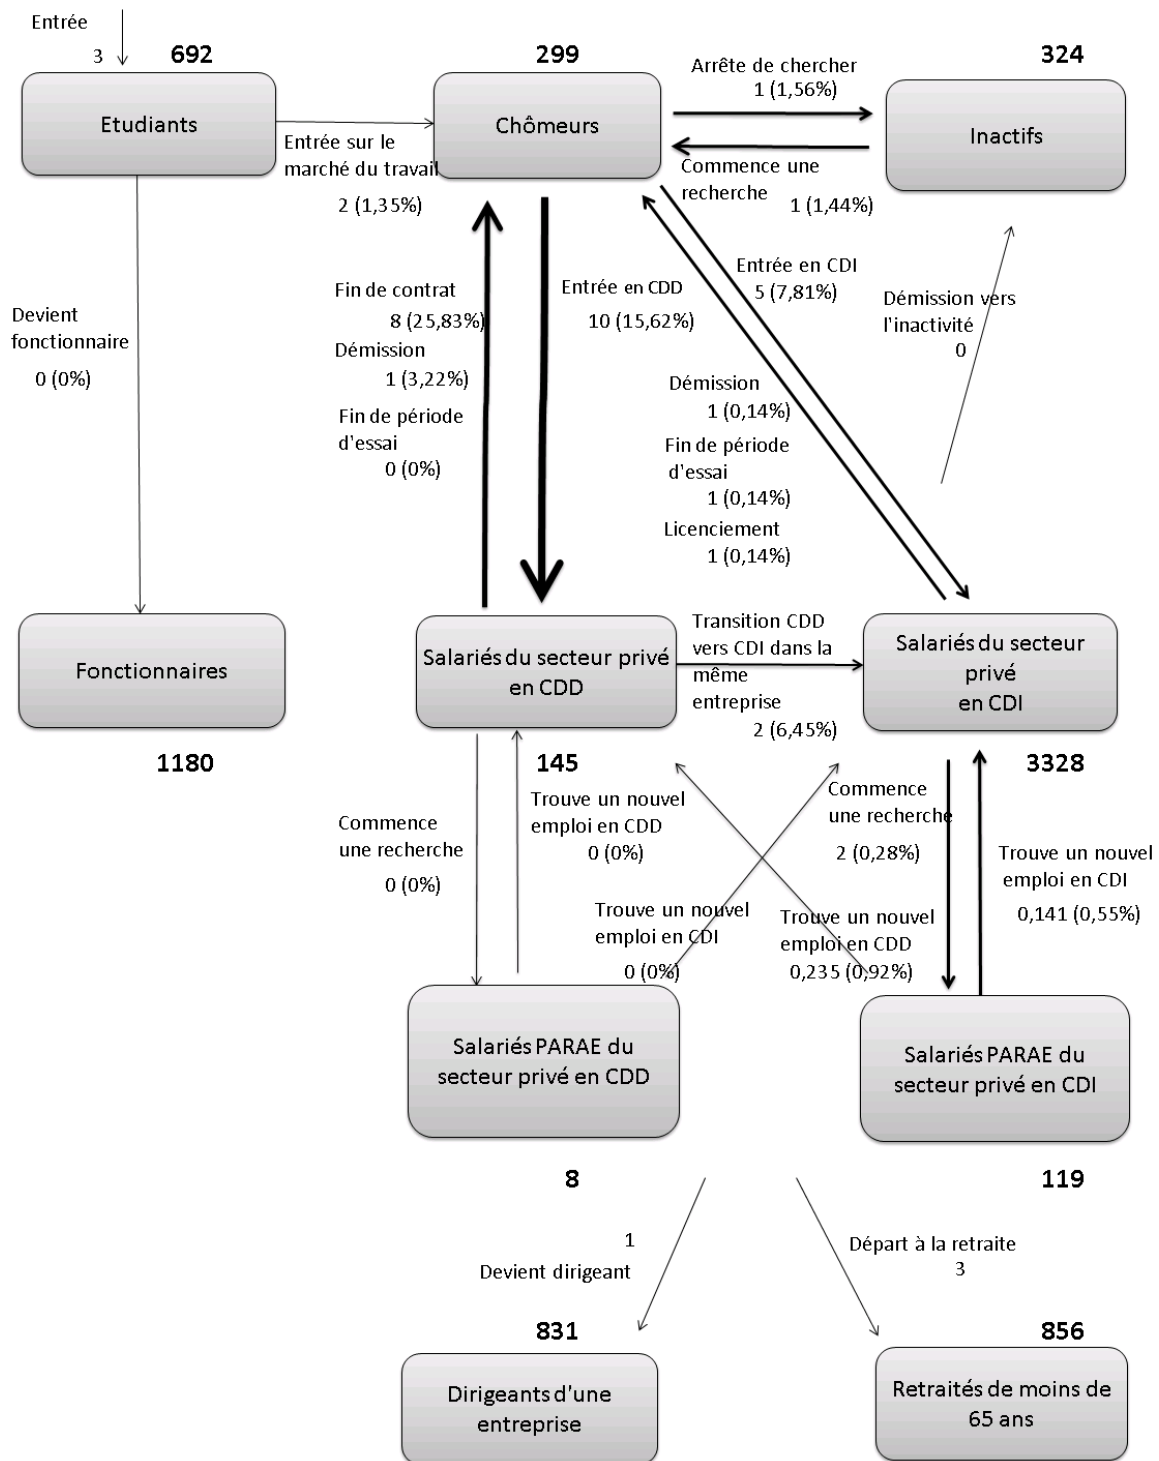 Entrée
3
692
299
324
Etudiants
Chômeurs
Inactifs
Arrête de chercher
1 (1,56%)
Entrée sur le
marché du travail
2 (1,35%)
Commence une
recherche
1 (1,44%)
Devient
fonctionnaire
0 (0%)
Fin de contrat
8 (25,83%)
Démission
1 (3,22%)
Fin de période
d'essai
0 (0%)
Entrée en CDD
10 (15,62%)
Entrée en CDI
5 (7,81%)
Démission vers
l'inactivité
0
Démission
1 (0,14%)
Fin de période
d'essai
1 (0,14%)
Licenciement
1 (0,14%)
Fonctionnaires
1180
Salariés du secteur privé
en CDD
145
Transition CDD
vers CDI dans la
même
entreprise
2 (6,45%)
Salariés du secteur
privé
en CDI
3328
Commence
une recherche
0 (0%)
Trouve un nouvel
emploi en CDD
0 (0%)
Commence
une recherche
2 (0,28%)
Trouve un nouvel
emploi en CDI
0,141 (0,55%)
Trouve un nouvel
emploi en CDI
0 (0%)
Trouve un nouvel
emploi en CDD
0,235 (0,92%)
Salariés PARAE du
secteur privé en CDD
8
Salariés PARAE du
secteur privé en CDI
119
1
Devient dirigeant
Départ à la retraite
3
831
856
Dirigeants d'une
entreprise
Retraités de moins de
65 ans